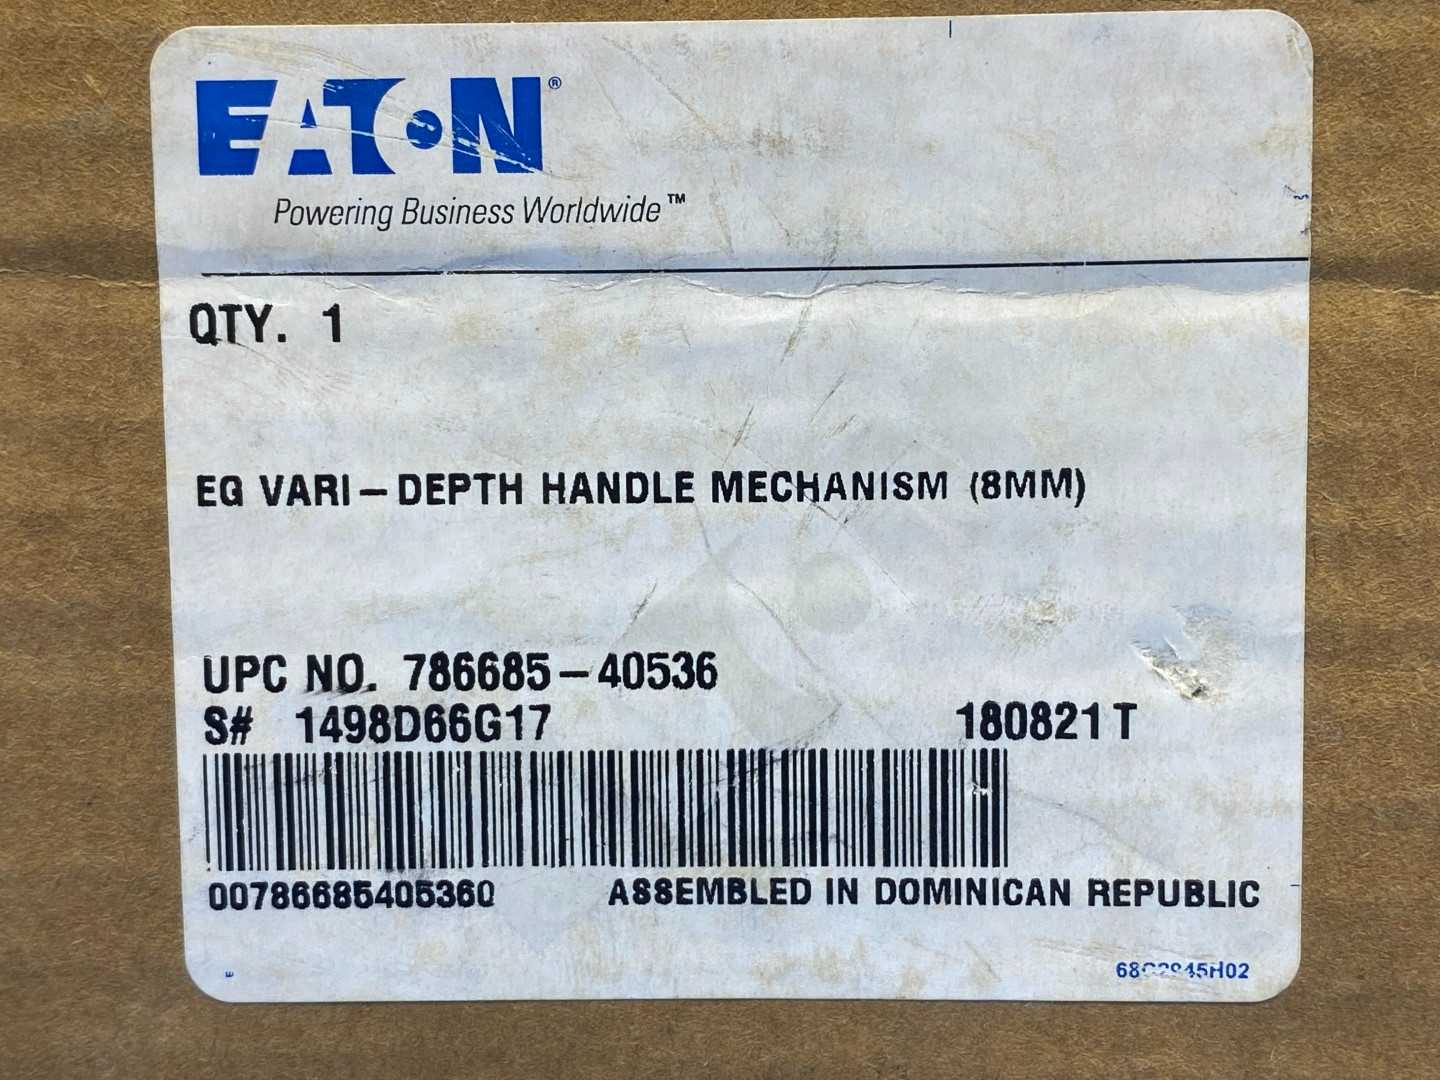 EATON®
Powering Business Worldwide™
QTY. 1
EG VARI-DEPTH HANDLE MECHANISM (8MM)
UPC NO. 786685-40536
S# 1498D66G17 180821 T
00786685405360 ASSEMBLED IN DOMINICAN REPUBLIC